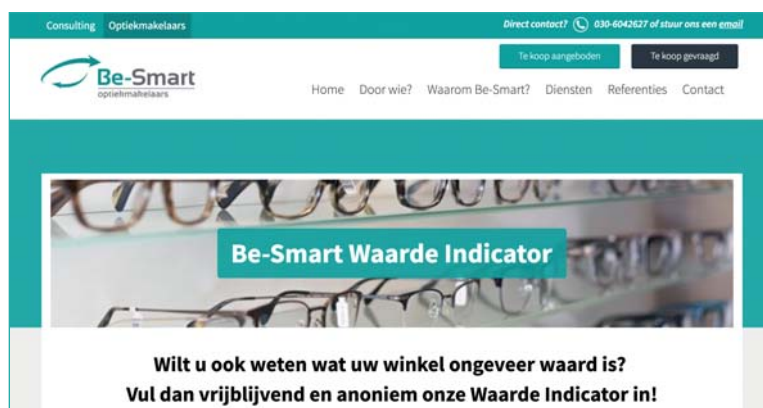 Consulting Optiekmakelaars
Direct contact? 030-6042627 of stuur ons een email
Te koop aangeboden Te koop gevraagd
Be-Smart
optiekmakelaars
Home Door wie? Waarom Be-Smart? Diensten Referenties Contact
Be-Smart Waarde Indicator
Wilt u ook weten wat uw winkel ongeveer waard is?
Vul dan vrijblijvend en anoniem onze Waarde Indicator in!